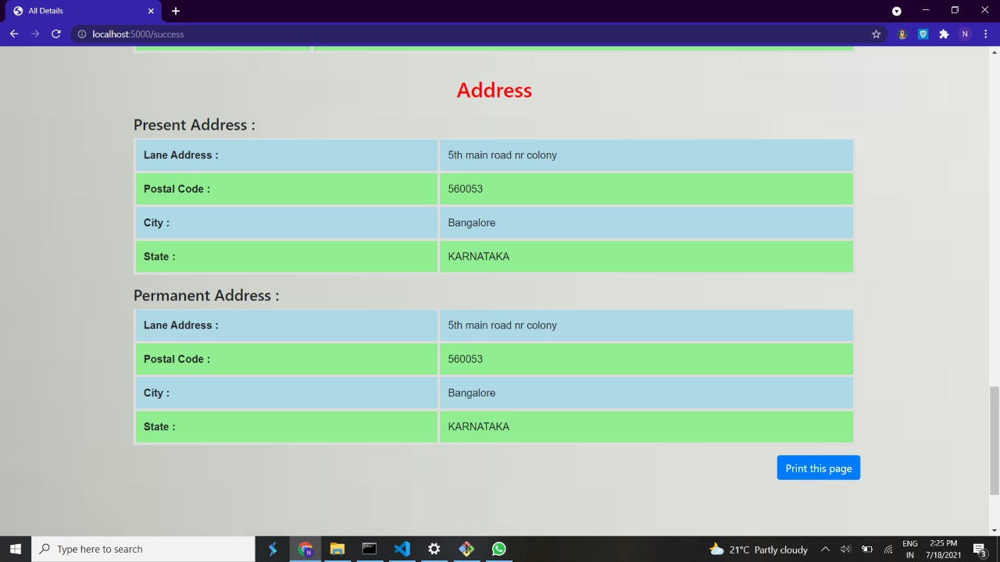 All Details
localhost:5000/success
N
Address
Present Address :
Lane Address : 5th main road nr colony
Postal Code : 560053
City : Bangalore
State : KARNATAKA
Permanent Address :
Lane Address : 5th main road nr colony
Postal Code : 560053
City : Bangalore
State : KARNATAKA
Print this page
Type here to search
N
21°C Partly cloudy
ENG
IN
2:25 PM
7/18/2021
3